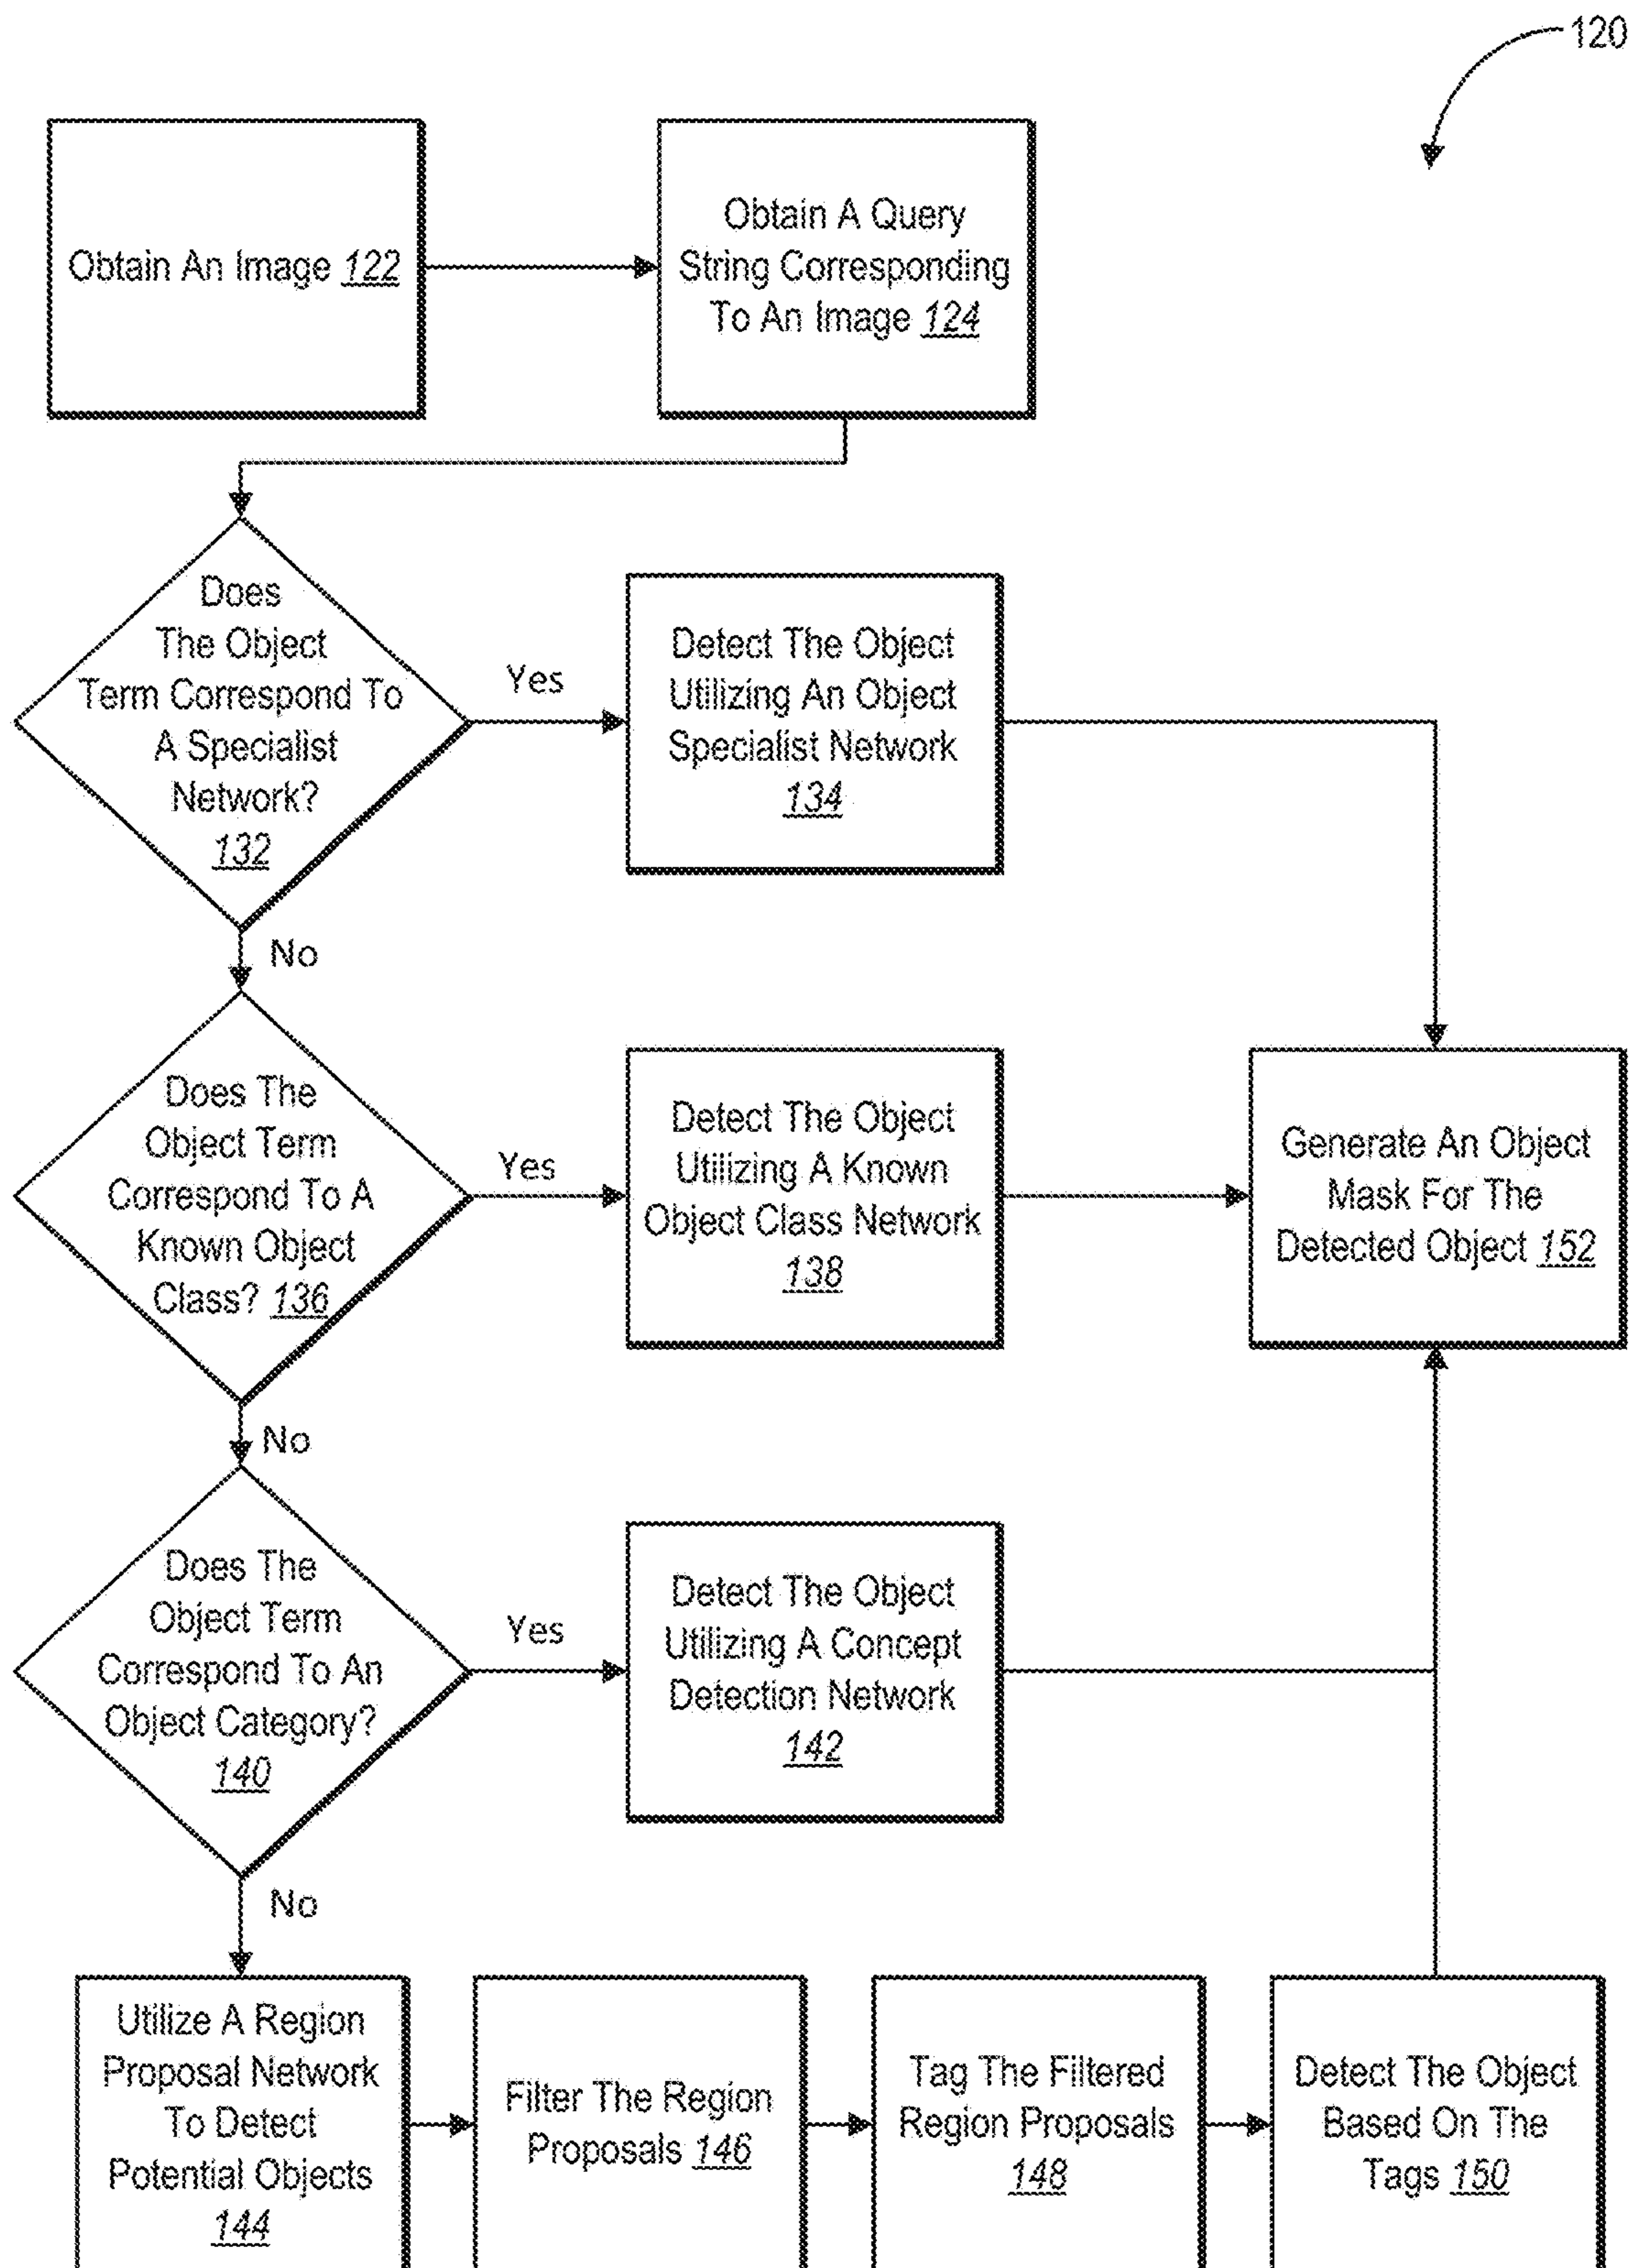 120
Obtain An Image 122
Obtain A Query
String Corresponding
To An Image 124
Does
The Object
Term Correspond To
A Specialist
Network?
132
Yes
Detect The Object
Utilizing An Object
Specialist Network
134
No
Does The
Object Term
Correspond To A
Known Object
Class? 136
Yes
Detect The Object
Utilizing A Known
Object Class Network
138
Generate An Object
Mask For The
Detected Object 152
No
Does The
Object Term
Correspond To An
Object Category?
140
Yes
Detect The Object
Utilizing A Concept
Detection Network
142
No
Utilize A Region
Proposal Network
To Detect
Potential Objects
144
Filter The Region
Proposals 146
Tag The Filtered
Region Proposals
148
Detect The Object
Based On The
Tags 150